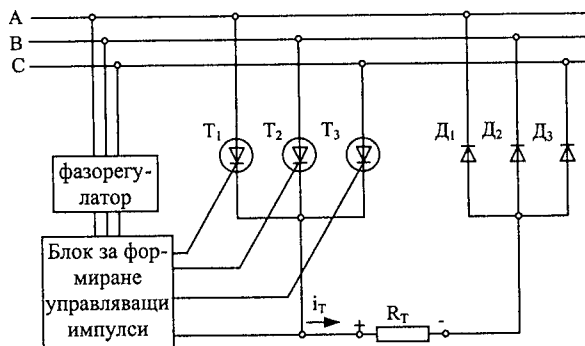 A
B
C
T₁
T₂
T₃
Д₁
Д₂
Д₃
фазорегу-
латор
Блок за фор-
миране
управляващи
импулси
iT
+
RT
-